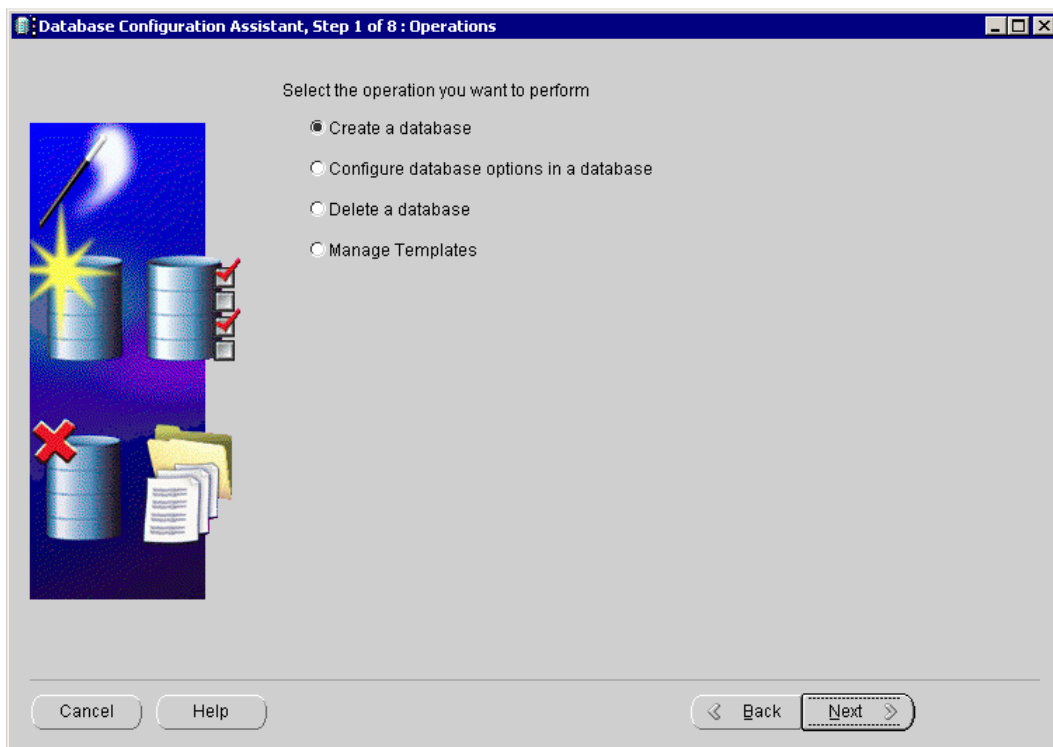 Database Configuration Assistant, Step 1 of 8 : Operations
Select the operation you want to perform
Create a database
Configure database options in a database
Delete a database
Manage Templates
Cancel
Help
Back
Next